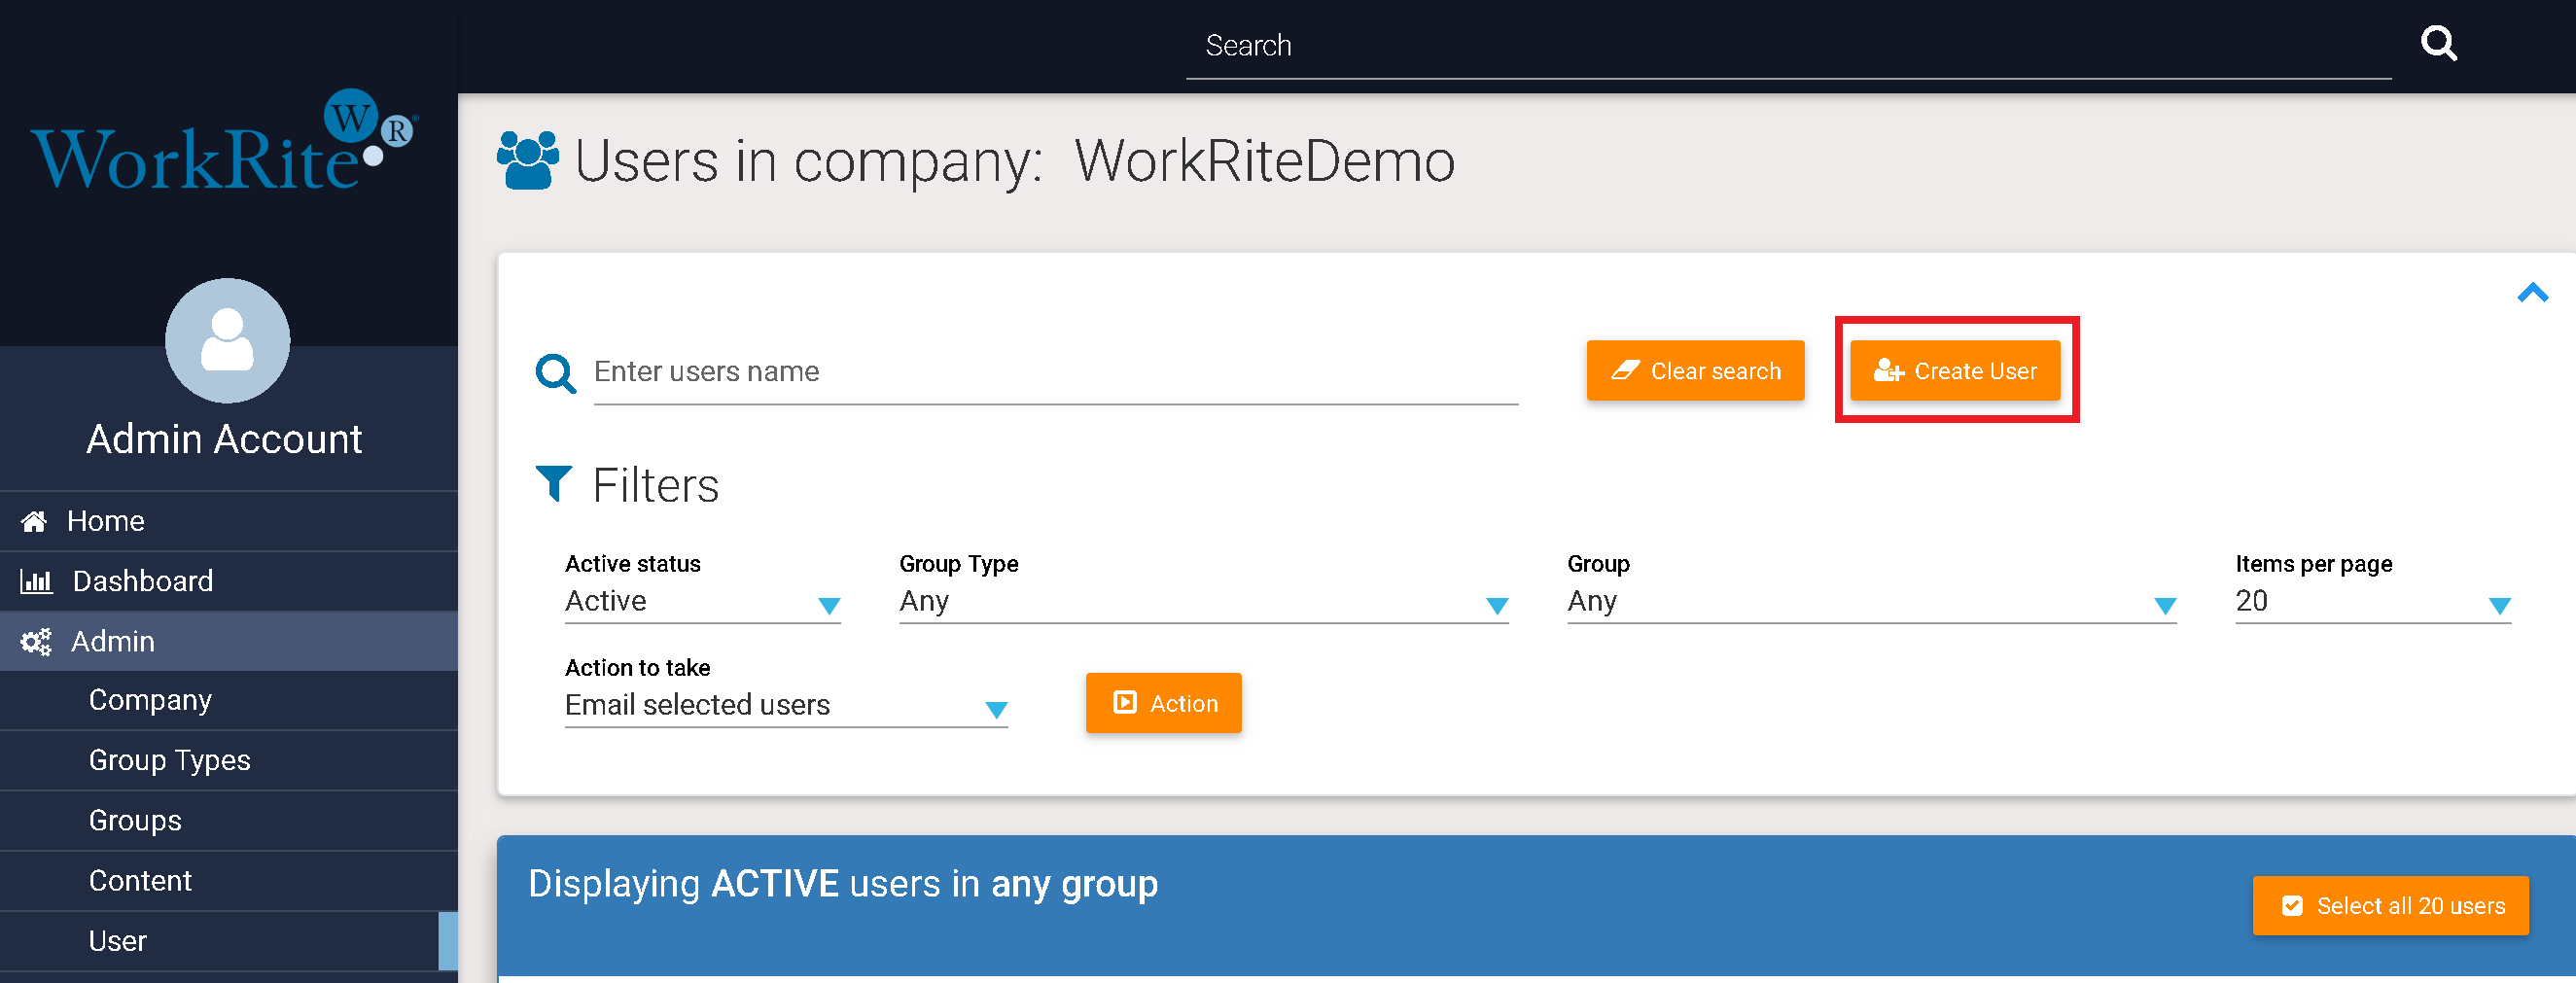 Search
W
R
WorkRite
Users in company: WorkRiteDemo
Enter users name
Clear search
Create User
Admin Account
Filters
Home
Dashboard
Admin
Company
Group Types
Groups
Content
User
Active status
Group Type
Group
Items per page
Active
Any
Any
20
Action to take
Email selected users
Action
Displaying ACTIVE users in any group
Select all 20 users